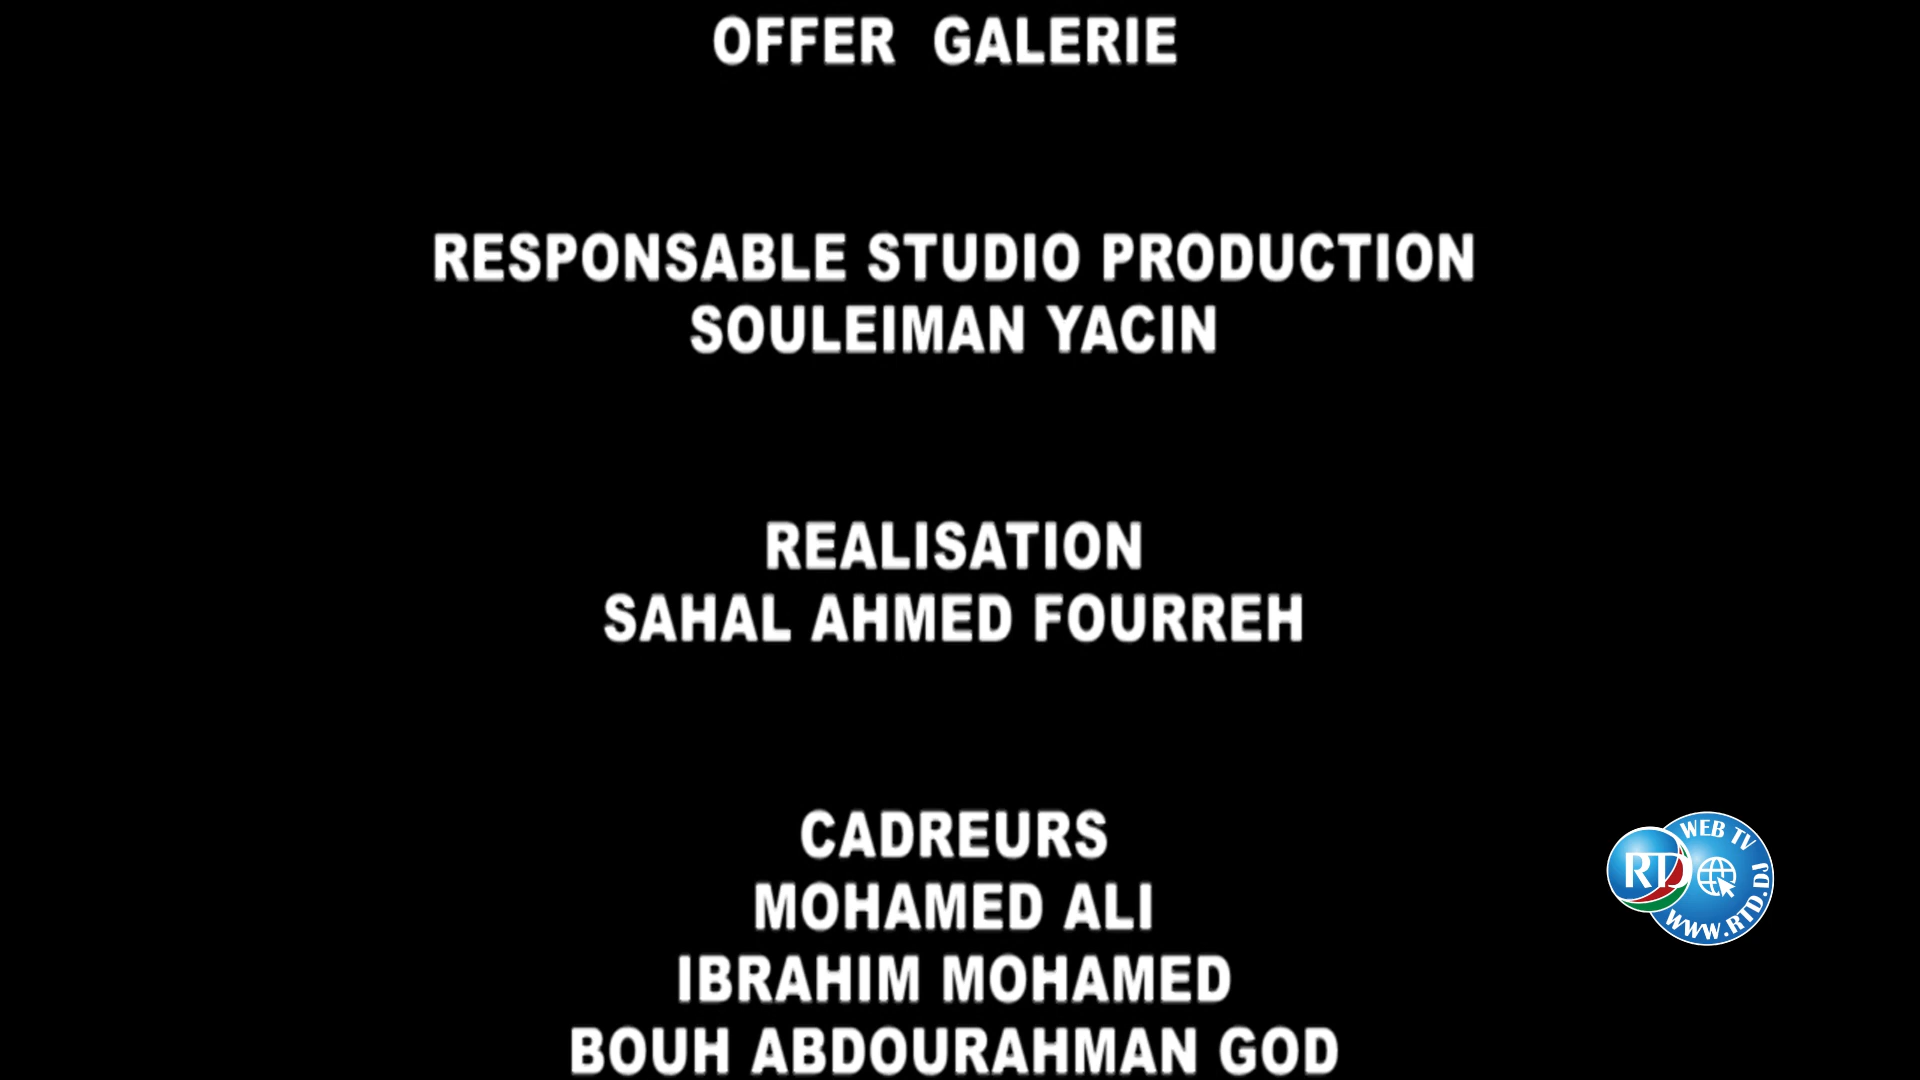 OFFER GALERIE
RESPONSABLE STUDIO PRODUCTION
SOULEIMAN YACIN
REALISATION
SAHAL AHMED FOURREH
CADREURS
MOHAMED ALI
IBRAHIM MOHAMED
BOUH ABDOURAHMAN GOD
WEB TV
RTD
WWW.RTD.DJ